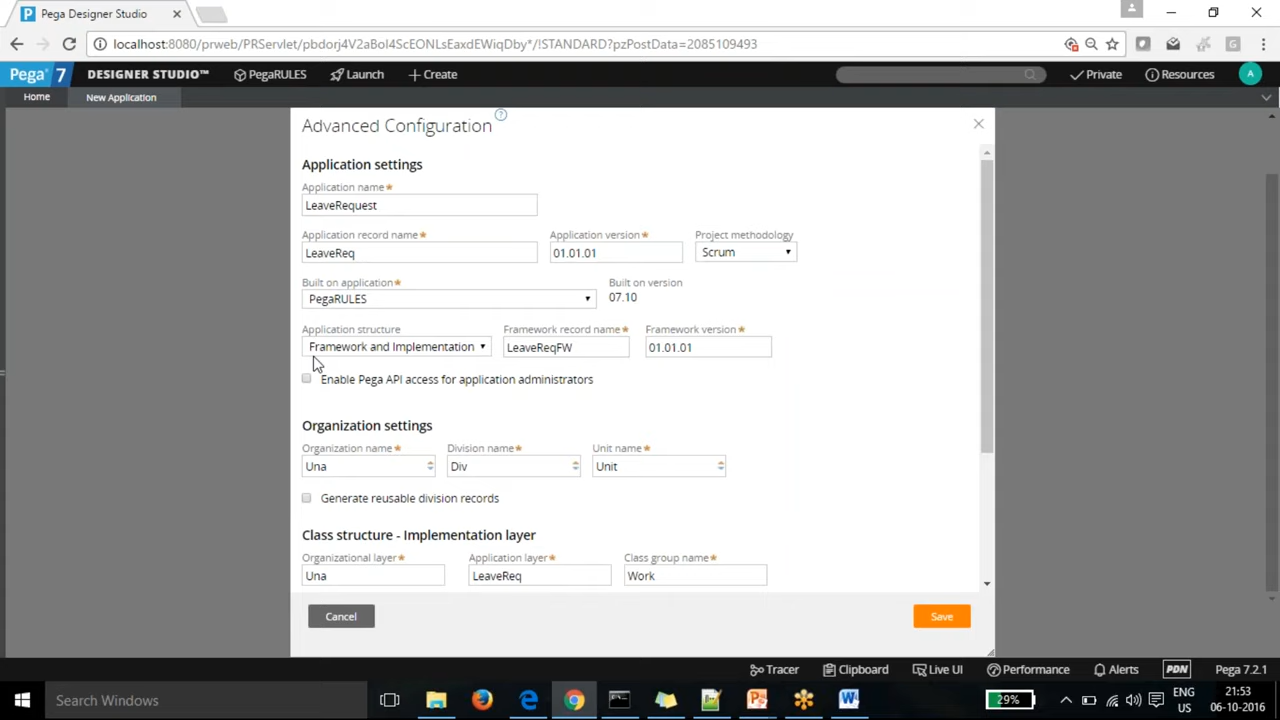 Pega Designer Studio
localhost:8080/prweb/PRServlet/pbdorj4V2aBoI4ScEONLsEaxdEWiqDby*/!STANDARD?pzPostData=2085109493
Pega 7 DESIGNER STUDIO™ PegaRULES Launch Create Private Resources A
Home New Application
Advanced Configuration ?
Application settings
Application name*
LeaveRequest
Application record name* Application version* Project methodology
LeaveReq 01.01.01 Scrum
Built on application* Built on version
PegaRULES 07.10
Application structure Framework record name* Framework version*
Framework and Implementation LeaveReqFW 01.01.01
Enable Pega API access for application administrators
Organization settings
Organization name* Division name* Unit name*
Una Div Unit
Generate reusable division records
Class structure - Implementation layer
Organizational layer* Application layer* Class group name*
Una LeaveReq Work
Cancel Save
Tracer Clipboard Live UI Performance Alerts PDN Pega 7.2.1
Search Windows 29% ENG 21:53
US 06-10-2016